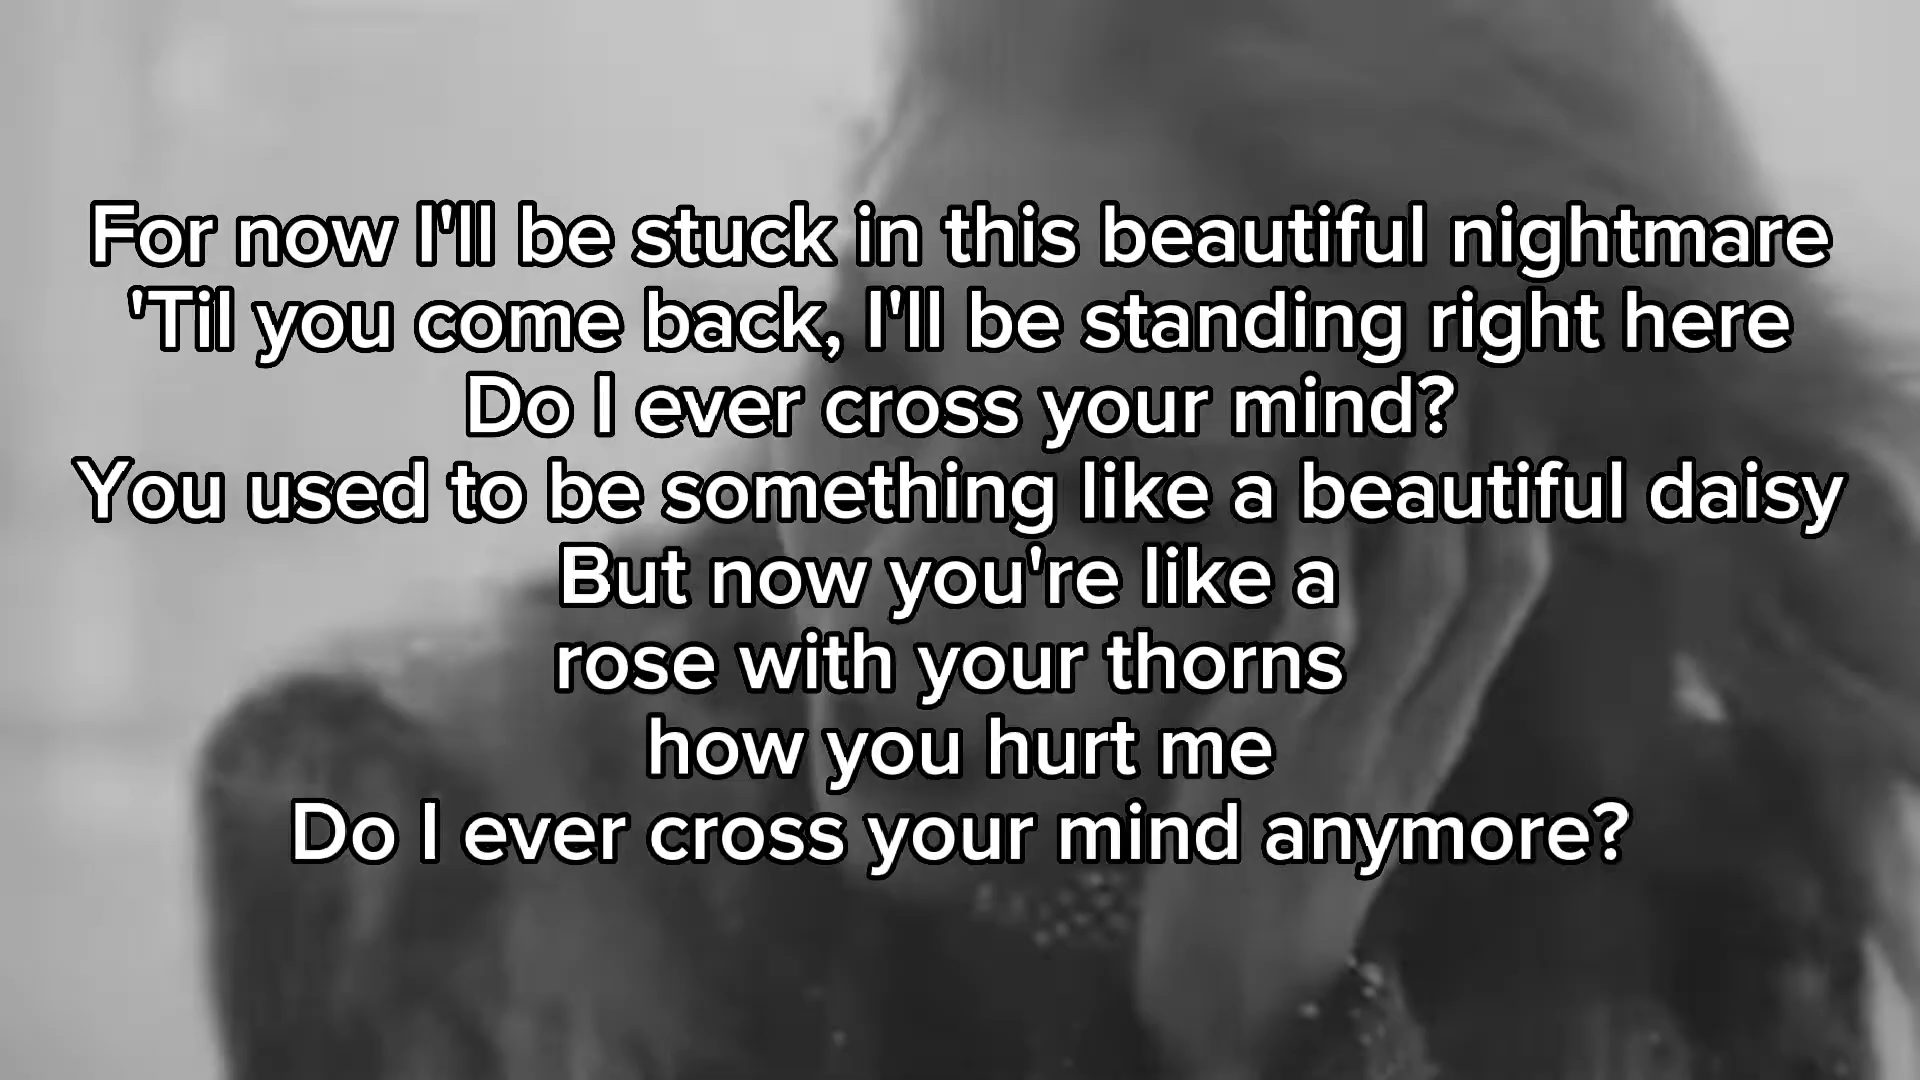 For now I'll be stuck in this beautiful nightmare
'Til you come back, I'll be standing right here
Do I ever cross your mind?
You used to be something like a beautiful daisy
But now you're like a
rose with your thorns
how you hurt me
Do I ever cross your mind anymore?